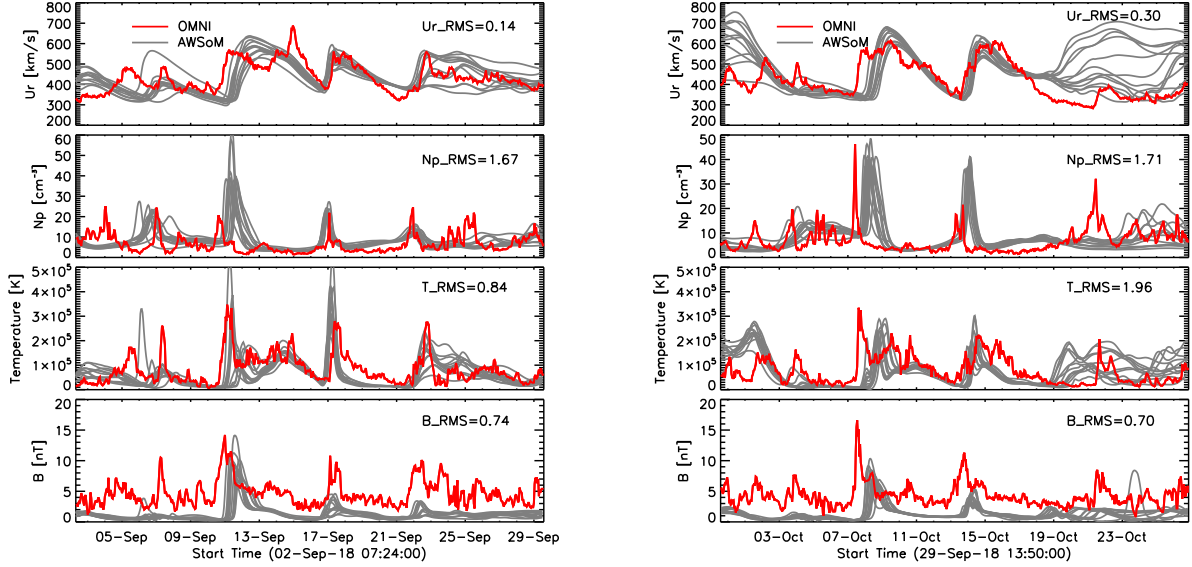 800
700
600
500
400
300
200
Ur [km/s]
OMNI
AWSoM
Ur_RMS=0.14
60
50
40
30
20
10
0
Np [cm⁻³]
Np_RMS=1.67
5×10⁵
4×10⁵
3×10⁵
2×10⁵
1×10⁵
0
Temperature [K]
T_RMS=0.84
20
15
10
5
0
B [nT]
B_RMS=0.74
05-Sep 09-Sep 13-Sep 17-Sep 21-Sep 25-Sep 29-Sep
Start Time (02-Sep-18 07:24:00)
800
700
600
500
400
300
200
Ur [km/s]
OMNI
AWSoM
Ur_RMS=0.30
50
40
30
20
10
0
Np [cm⁻³]
Np_RMS=1.71
5×10⁵
4×10⁵
3×10⁵
2×10⁵
1×10⁵
0
Temperature [K]
T_RMS=1.96
20
15
10
5
0
B [nT]
B_RMS=0.70
03-Oct 07-Oct 11-Oct 15-Oct 19-Oct 23-Oct
Start Time (29-Sep-18 13:50:00)